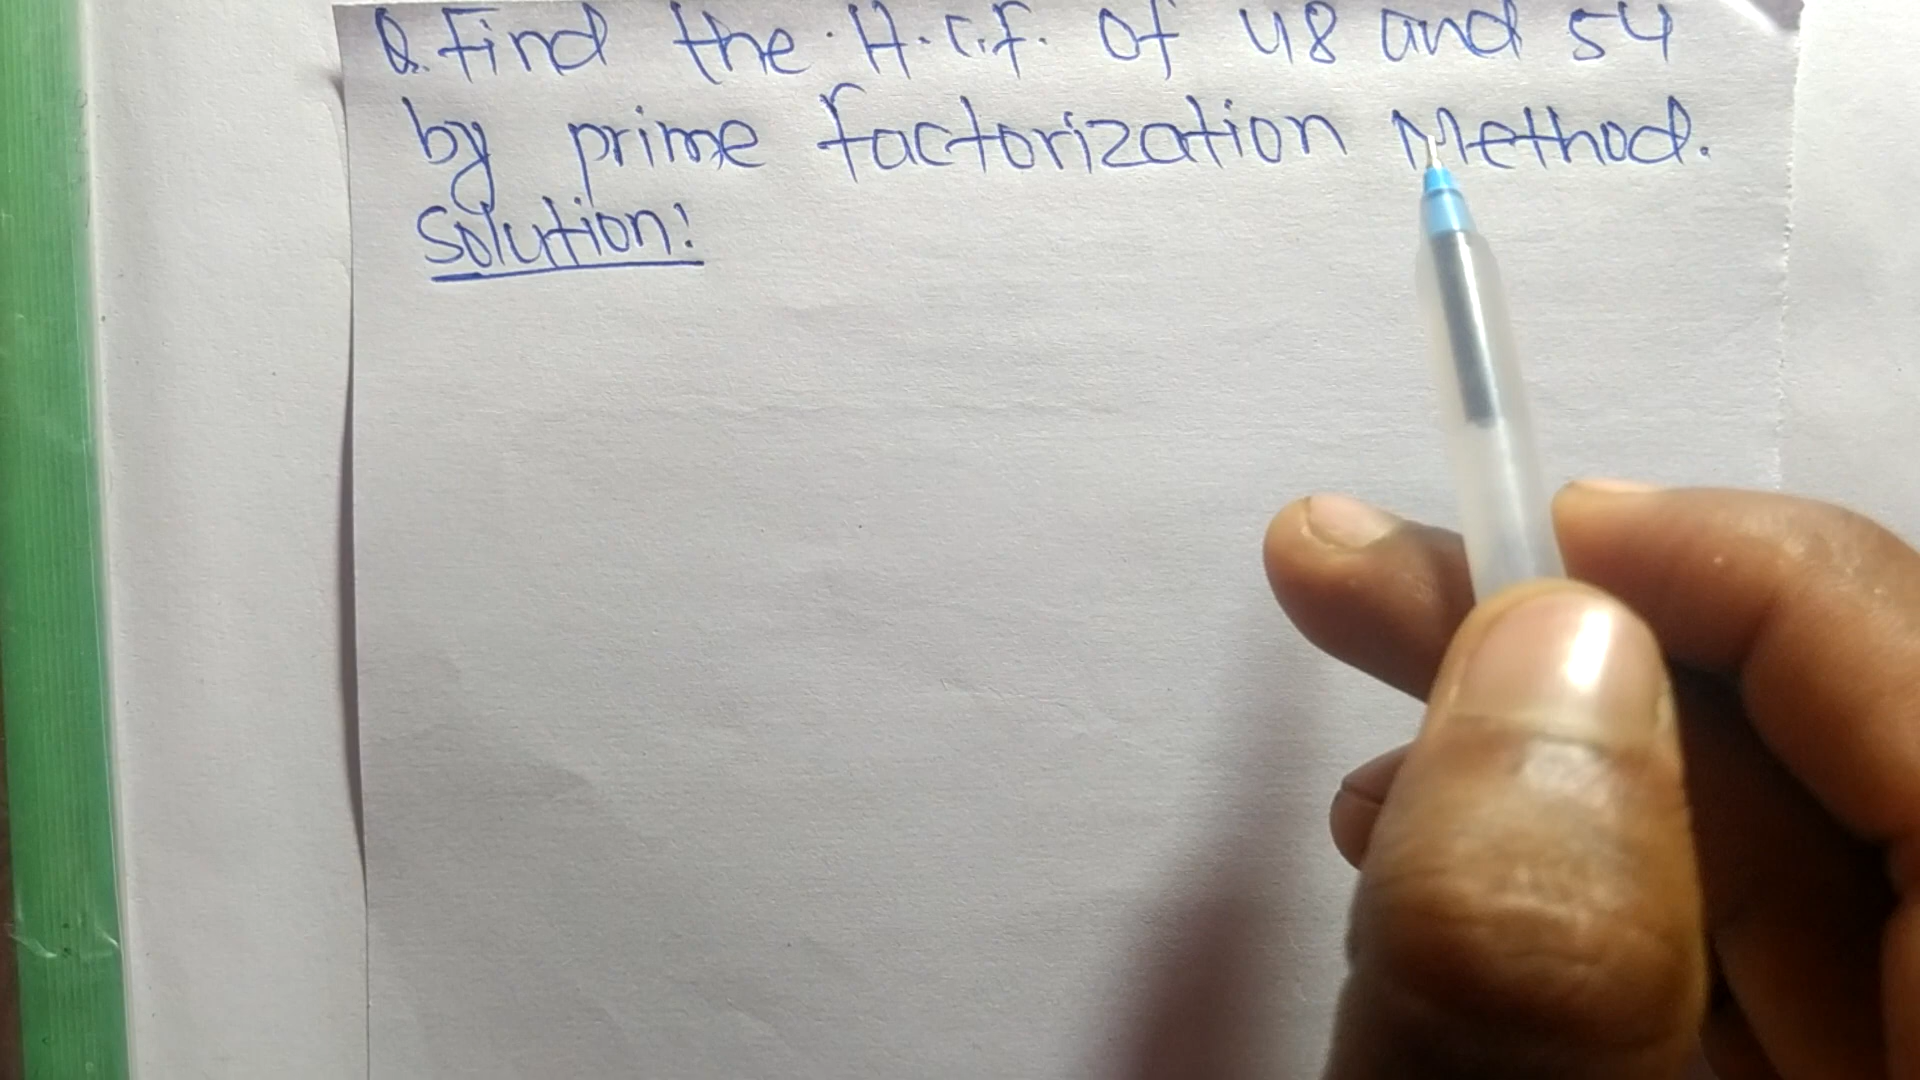 Q. Find the H.C.F. of 48 and 54
by prime factorization Method.
Solution: